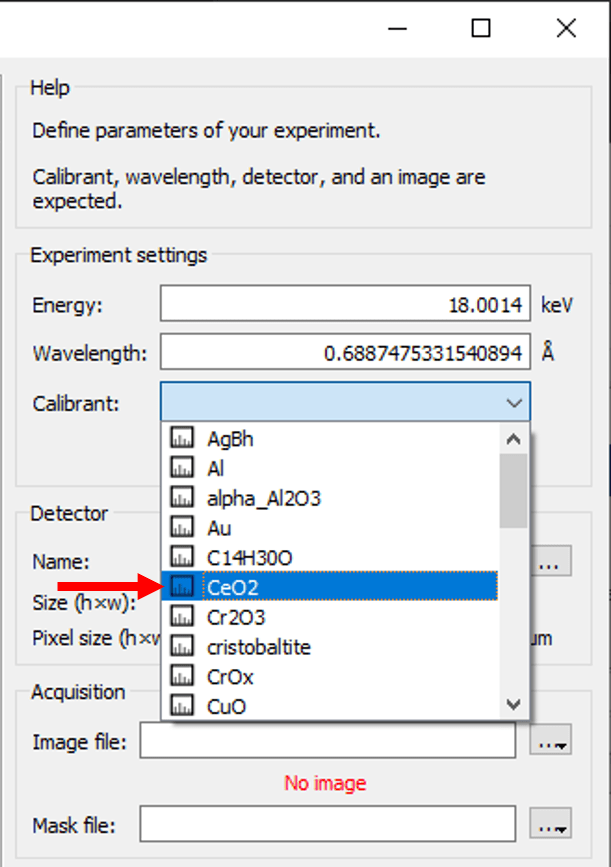 Help
Define parameters of your experiment.
Calibrant, wavelength, detector, and an image are
expected.
Experiment settings
Energy: 18.0014 keV
Wavelength: 0.6887475331540894 Å
Calibrant:
AgBh
Al
alpha_Al2O3
Detector
Au
C14H30O
Name: ...
CeO2
Size (h×w):
Cr2O3
Pixel size (h×w um
cristobaltite
CrOx
Acquisition
CuO
Image file: ...
No image
Mask file: ...